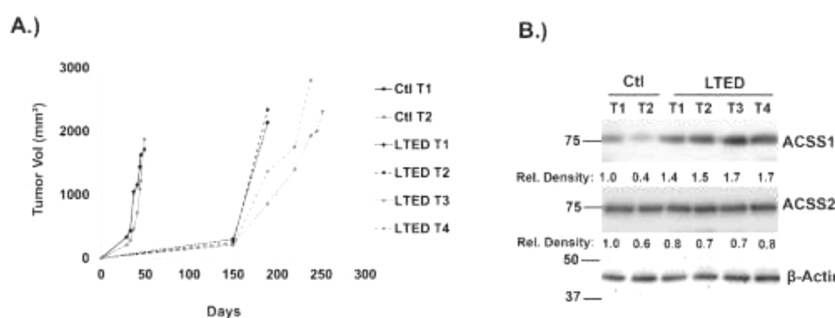 A.)
3000
2000
1000
0
Tumor Vol (mm³)
0 50 100 150 200 250 300
Days
Ctl T1
Ctl T2
LTED T1
LTED T2
LTED T3
LTED T4
B.)
Ctl LTED
T1 T2 T1 T2 T3 T4
75 ACSS1
Rel. Density: 1.0 0.4 1.4 1.5 1.7 1.7
75 ACSS2
Rel. Density: 1.0 0.6 0.8 0.7 0.7 0.8
50
β-Actin
37